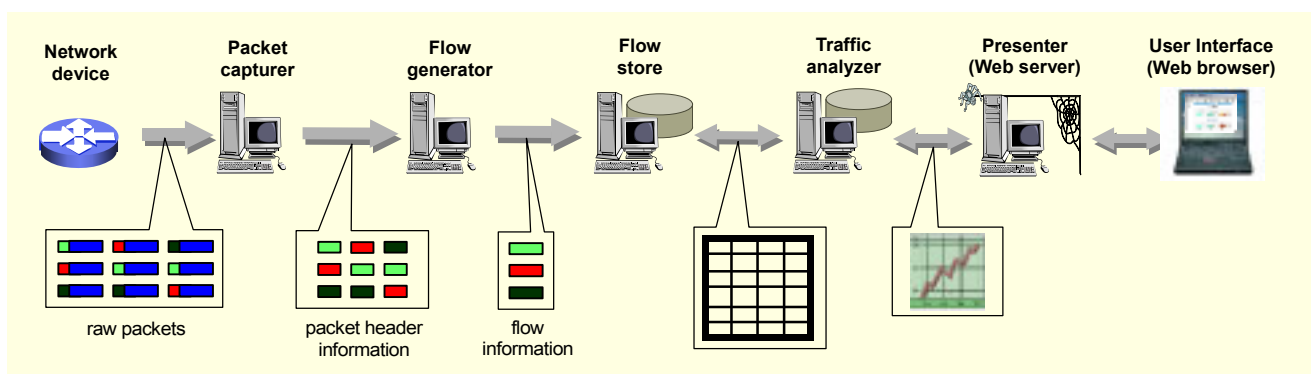 Network
device
Packet
capturer
Flow
generator
Flow
store
Traffic
analyzer
Presenter
(Web server)
User Interface
(Web browser)
raw packets
packet header
information
flow
information